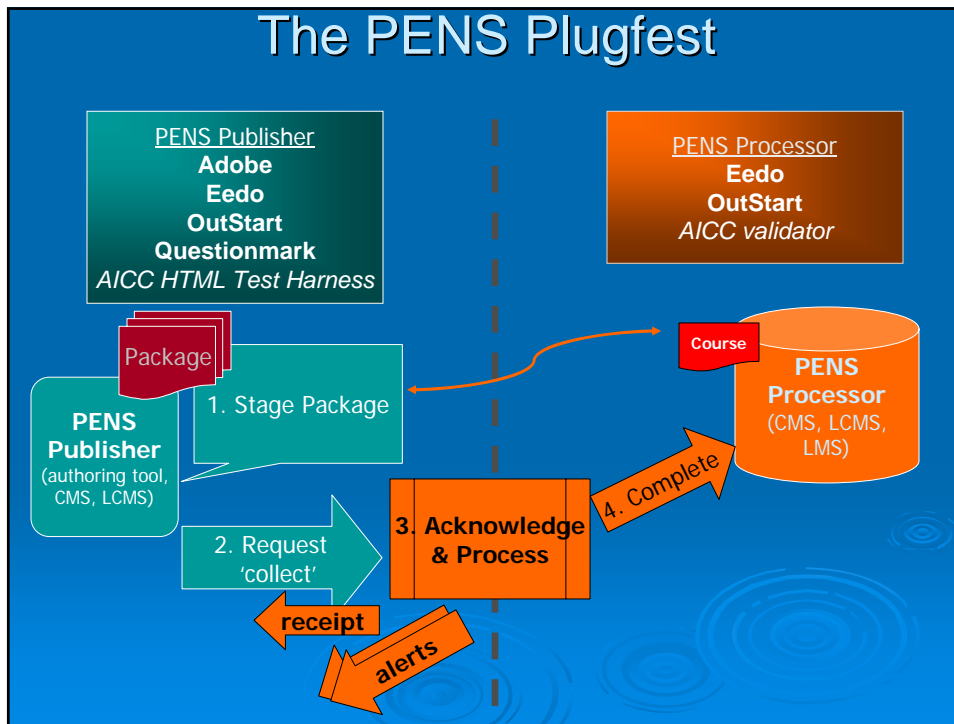 The PENS Plugfest
PENS Publisher
Adobe
Eedo
OutStart
Questionmark
AICC HTML Test Harness
PENS Processor
Eedo
OutStart
AICC validator
Package
1. Stage Package
PENS
Publisher
(authoring tool,
CMS, LCMS)
Course
PENS
Processor
(CMS, LCMS,
LMS)
2. Request
‘collect’
3. Acknowledge
& Process
4. Complete
receipt
alerts